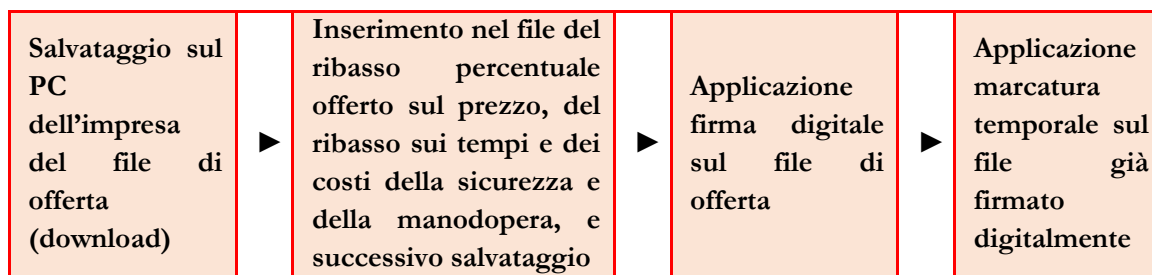 Salvataggio sul
PC
dell’impresa
del file di
offerta
(download)
►
Inserimento nel file del
ribasso percentuale
offerto sul prezzo, del
ribasso sui tempi e dei
costi della sicurezza e
della manodopera, e
successivo salvataggio
►
Applicazione
firma digitale
sul file di
offerta
►
Applicazione
marcatura
temporale sul
file già
firmato
digitalmente